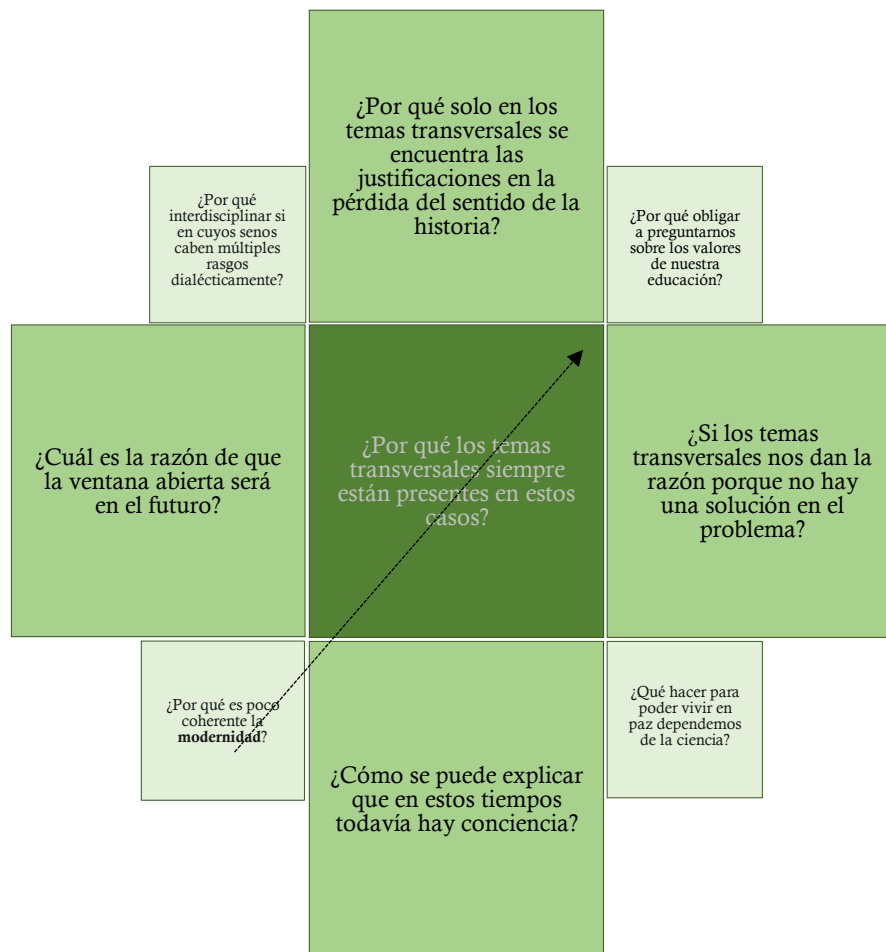 ¿Por qué solo en los
temas transversales se
encuentra las
justificaciones en la
pérdida del sentido de la
historia?
¿Por qué
interdisciplinar si
en cuyos senos
caben múltiples
rasgos
dialécticamente?
¿Por qué obligar
a preguntarnos
sobre los valores
de nuestra
educación?
¿Cuál es la razón de que
la ventana abierta será
en el futuro?
¿Por qué los temas
transversales siempre
están presentes en estos
casos?
¿Si los temas
transversales nos dan la
razón porque no hay
una solución en el
problema?
¿Por qué es poco
coherente la
modernidad?
¿Cómo se puede explicar
que en estos tiempos
todavía hay conciencia?
¿Qué hacer para
poder vivir en
paz dependemos
de la ciencia?